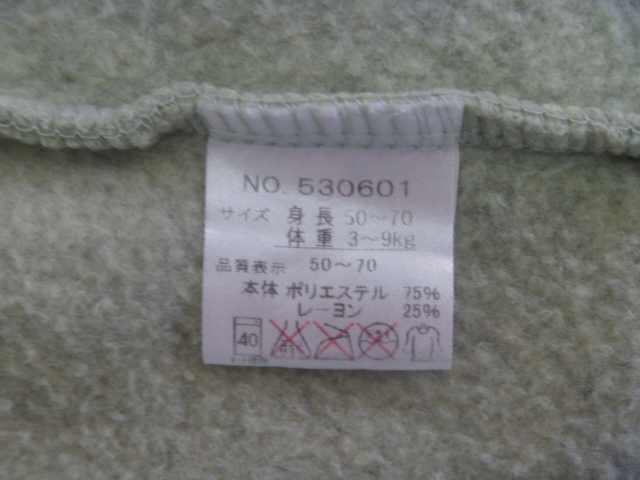 NO. 530601
サイズ 身長 50～70
体重 3～9kg
品質表示 50～70
本体 ポリエステル 75%
レーヨン 25%
40